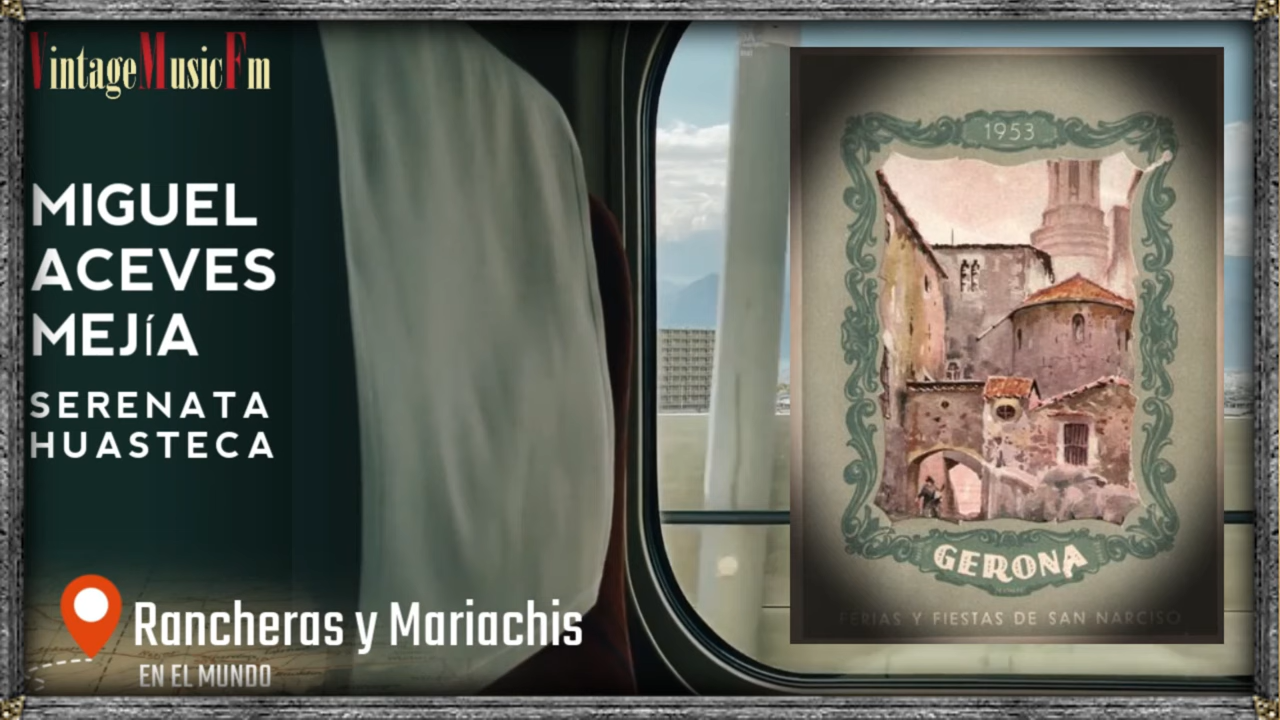 VintageMusicFm
MIGUEL
ACEVES
MEJíA
SERENATA
HUASTECA
Rancheras y Mariachis
EN EL MUNDO
1953
GERONA
FERIAS Y FIESTAS DE SAN NARCISO